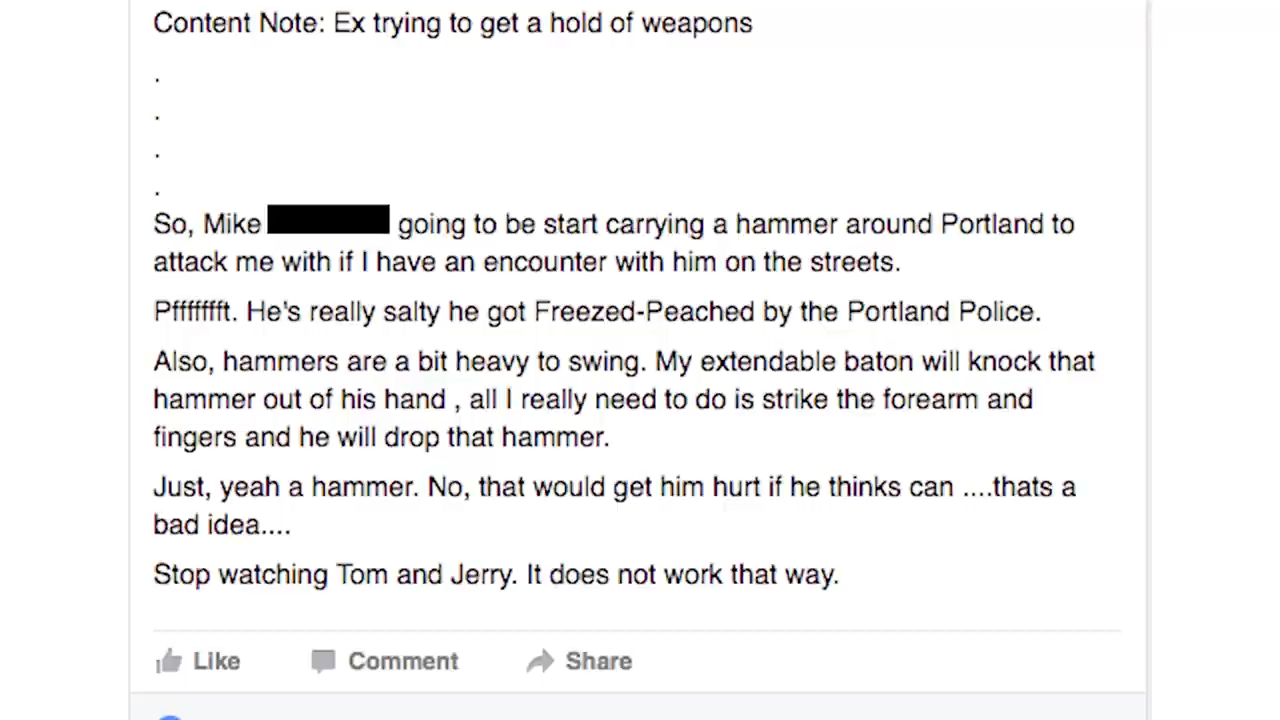 Content Note: Ex trying to get a hold of weapons
.
.
.
.
So, Mike going to be start carrying a hammer around Portland to
attack me with if I have an encounter with him on the streets.
Pfffffffft. He's really salty he got Freezed-Peached by the Portland Police.
Also, hammers are a bit heavy to swing. My extendable baton will knock that
hammer out of his hand , all I really need to do is strike the forearm and
fingers and he will drop that hammer.
Just, yeah a hammer. No, that would get him hurt if he thinks can ....thats a
bad idea....
Stop watching Tom and Jerry. It does not work that way.
Like Comment Share